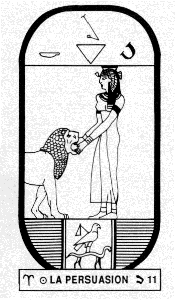 ♈ ☉ LA PERSUASION כ 11